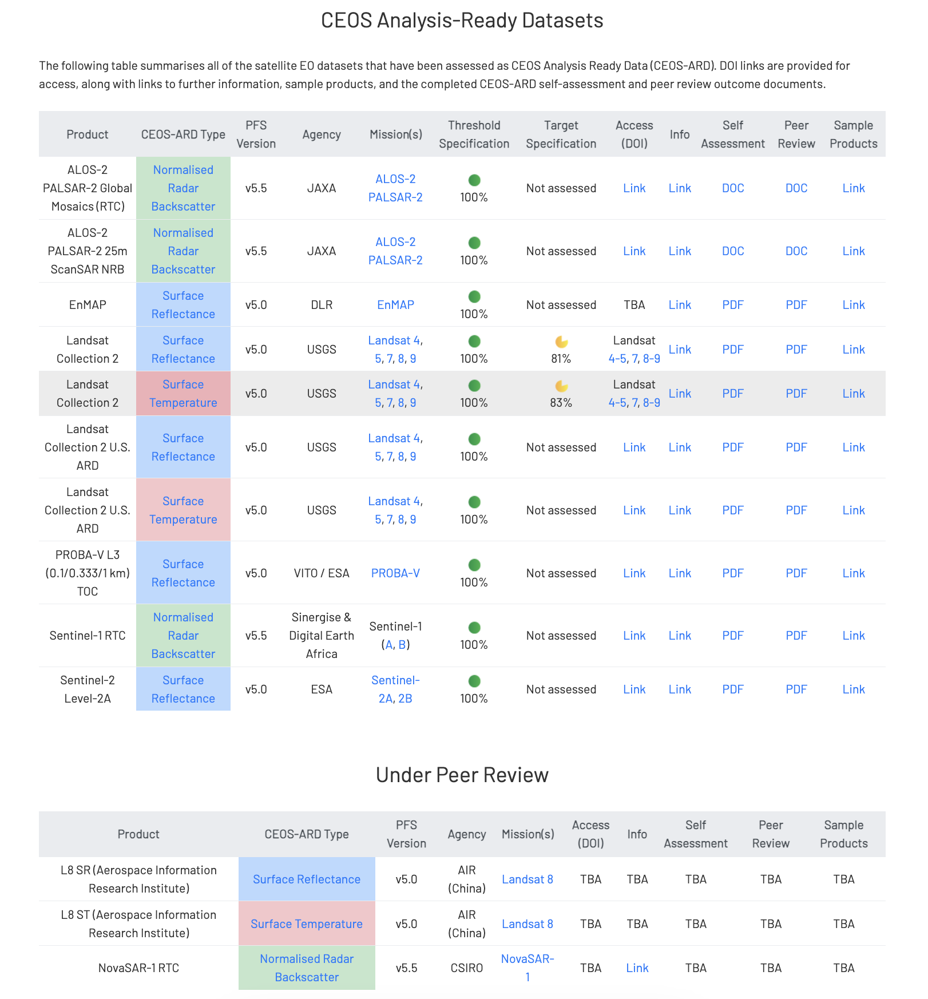 CEOS Analysis-Ready Datasets
The following table summarises all of the satellite EO datasets that have been assessed as CEOS Analysis Ready Data (CEOS-ARD). DOI links are provided for
access, along with links to further information, sample products, and the completed CEOS-ARD self-assessment and peer review outcome documents.
Product CEOS-ARD Type PFS Version Agency Mission(s) Threshold Specification Target Specification Access (DOI) Info Self Assessment Peer Review Sample Products
ALOS-2 PALSAR-2 Global Mosaics (RTC) Normalised Radar Backscatter v5.5 JAXA ALOS-2 PALSAR-2 100% Not assessed Link Link DOC DOC Link
ALOS-2 PALSAR-2 25m ScanSAR NRB Normalised Radar Backscatter v5.5 JAXA ALOS-2 PALSAR-2 100% Not assessed Link Link DOC DOC Link
EnMAP Surface Reflectance v5.0 DLR EnMAP 100% Not assessed TBA Link PDF PDF Link
Landsat Collection 2 Surface Reflectance v5.0 USGS Landsat 4, 5, 7, 8, 9 100% 81% Landsat 4-5, 7, 8-9 Link PDF PDF Link
Landsat Collection 2 Surface Temperature v5.0 USGS Landsat 4, 5, 7, 8, 9 100% 83% Landsat 4-5, 7, 8-9 Link PDF PDF Link
Landsat Collection 2 U.S. ARD Surface Reflectance v5.0 USGS Landsat 4, 5, 7, 8, 9 100% Not assessed Link Link PDF PDF Link
Landsat Collection 2 U.S. ARD Surface Temperature v5.0 USGS Landsat 4, 5, 7, 8, 9 100% Not assessed Link Link PDF PDF Link
PROBA-V L3 (0.1/0.333/1 km) TOC Surface Reflectance v5.0 VITO / ESA PROBA-V 100% Not assessed Link Link PDF PDF Link
Sentinel-1 RTC Normalised Radar Backscatter v5.5 Sinergise & Digital Earth Africa Sentinel-1 (A, B) 100% Not assessed Link Link PDF PDF Link
Sentinel-2 Level-2A Surface Reflectance v5.0 ESA Sentinel-2A, 2B 100% Not assessed Link Link PDF PDF Link
Under Peer Review
Product CEOS-ARD Type PFS Version Agency Mission(s) Access (DOI) Info Self Assessment Peer Review Sample Products
L8 SR (Aerospace Information Research Institute) Surface Reflectance v5.0 AIR (China) Landsat 8 TBA TBA TBA TBA TBA
L8 ST (Aerospace Information Research Institute) Surface Temperature v5.0 AIR (China) Landsat 8 TBA TBA TBA TBA TBA
NovaSAR-1 RTC Normalised Radar Backscatter v5.5 CSIRO NovaSAR-1 TBA Link TBA TBA TBA